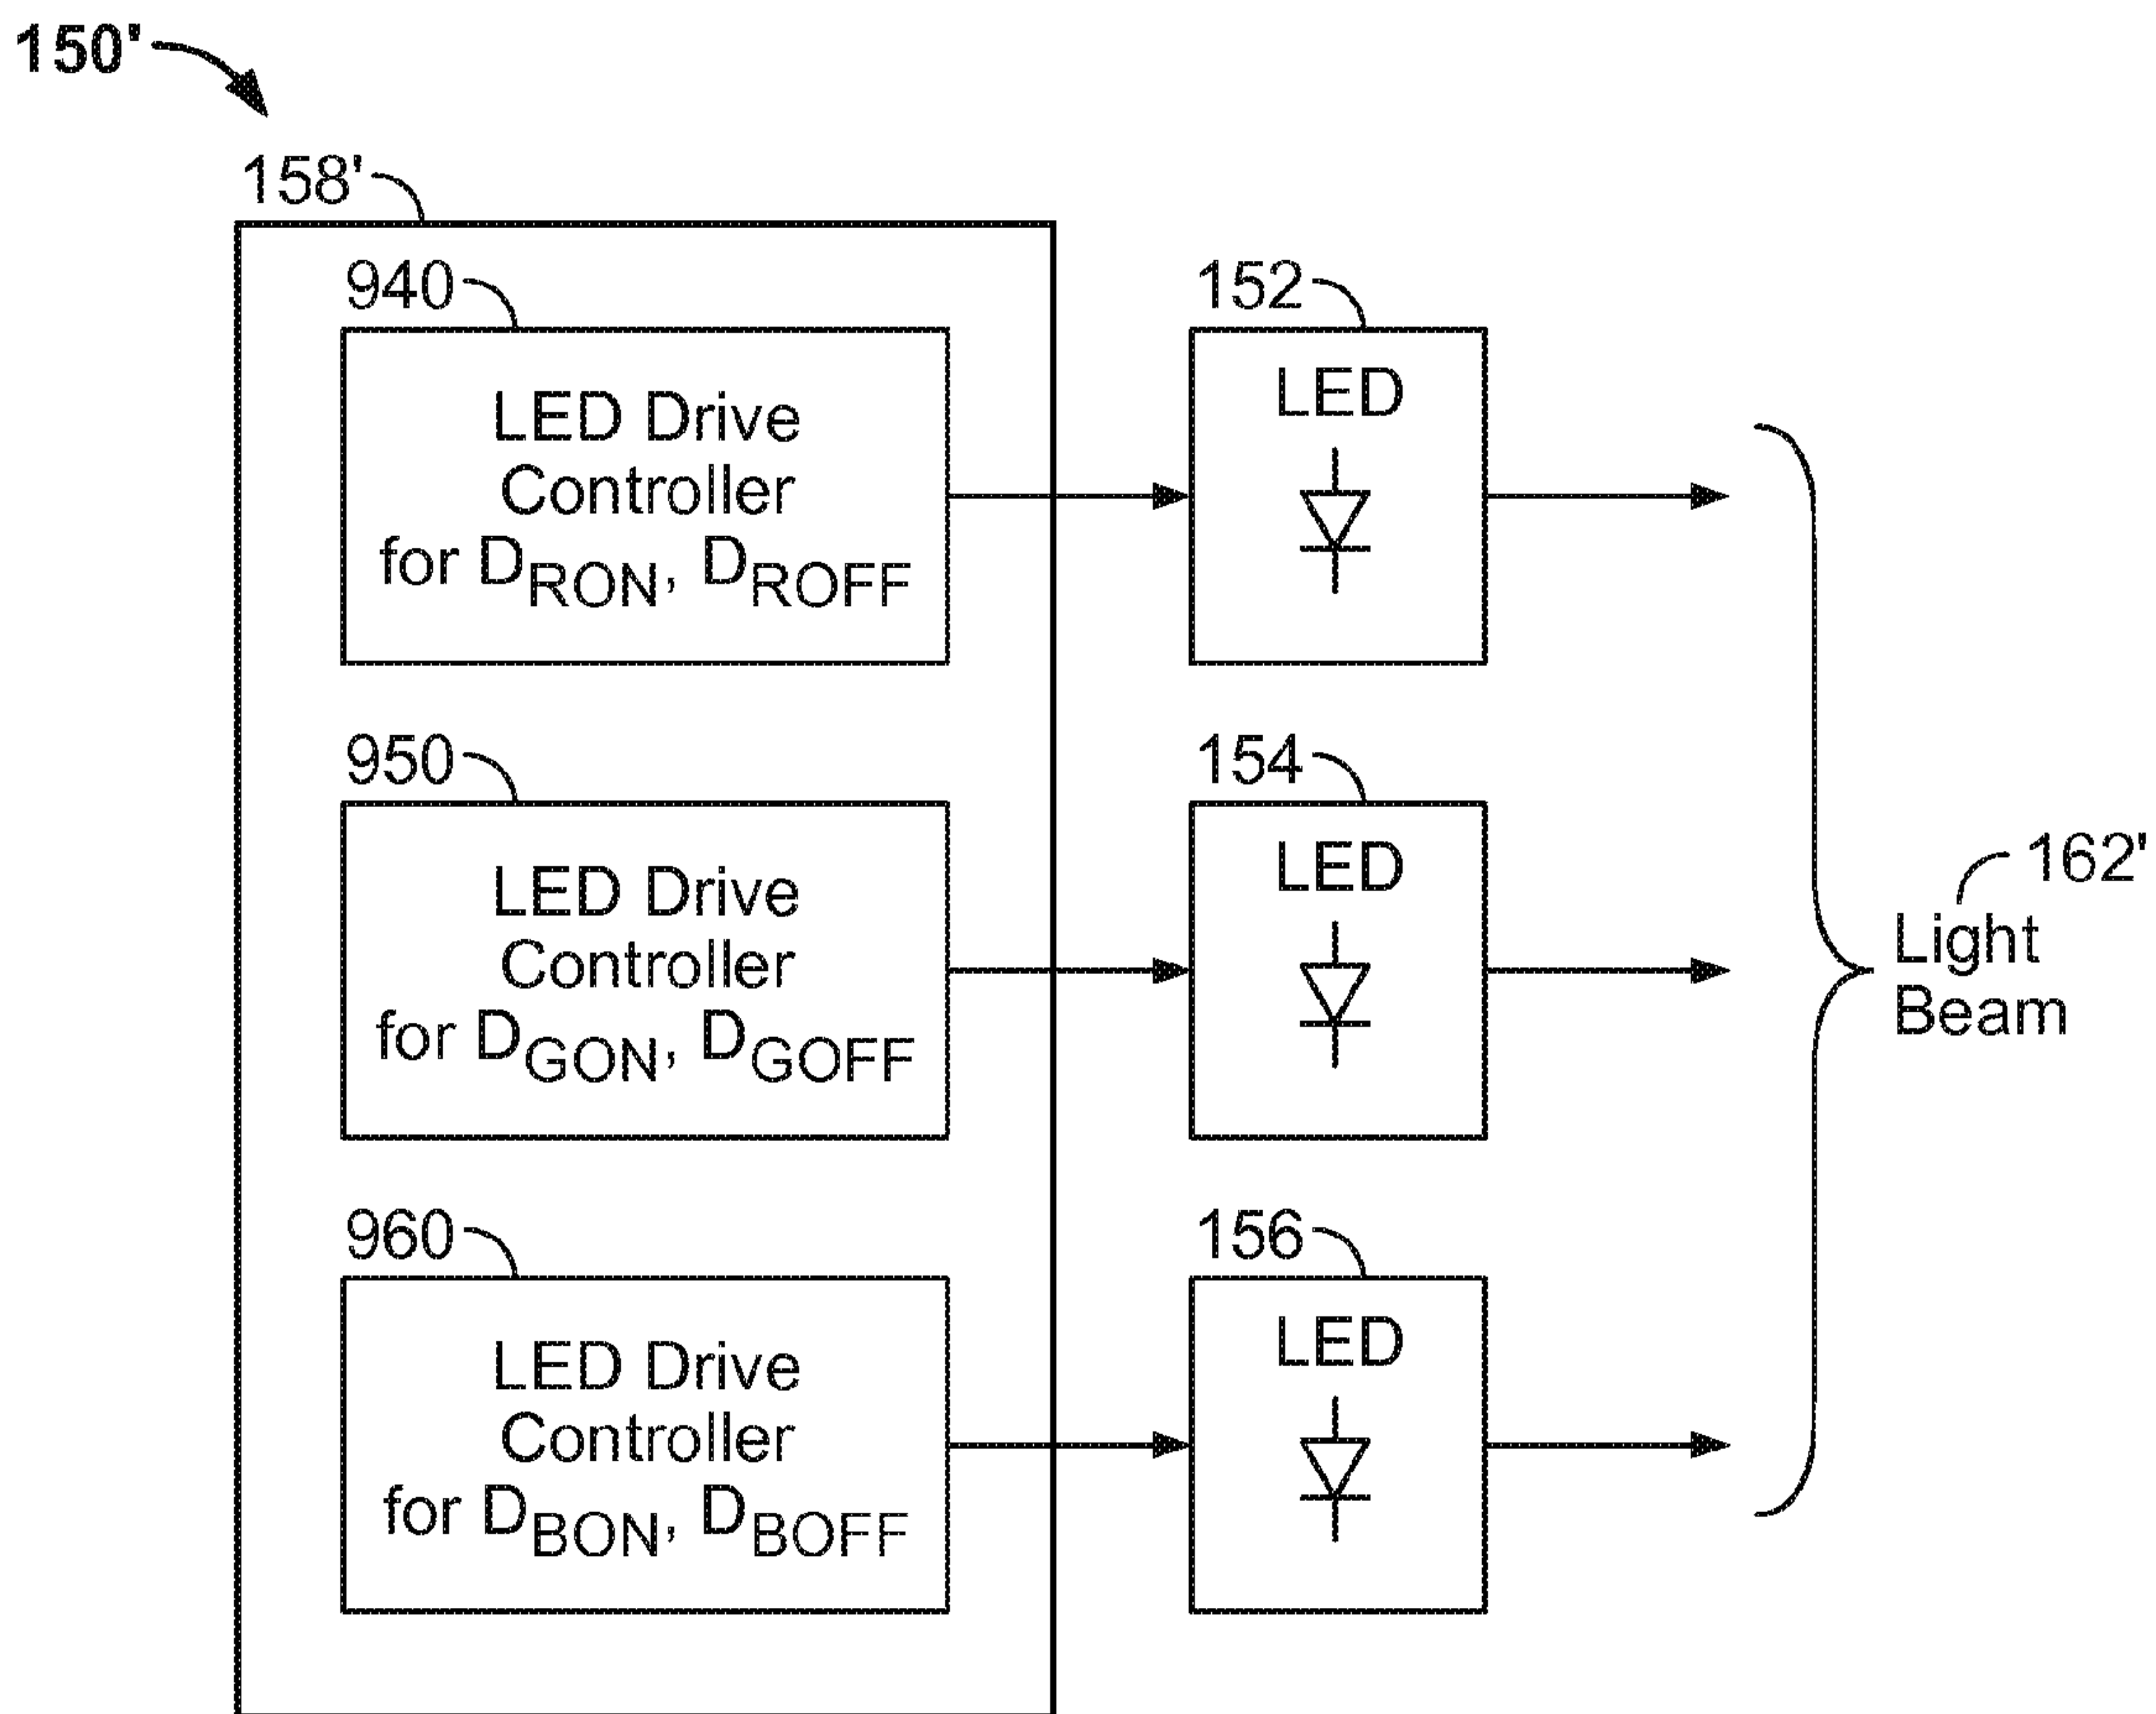 150'
158'
940
LED Drive
Controller
for DRON, DROFF
152
LED
950
LED Drive
Controller
for DGON, DGOFF
154
LED
162'
Light
Beam
960
LED Drive
Controller
for DBON, DBOFF
156
LED